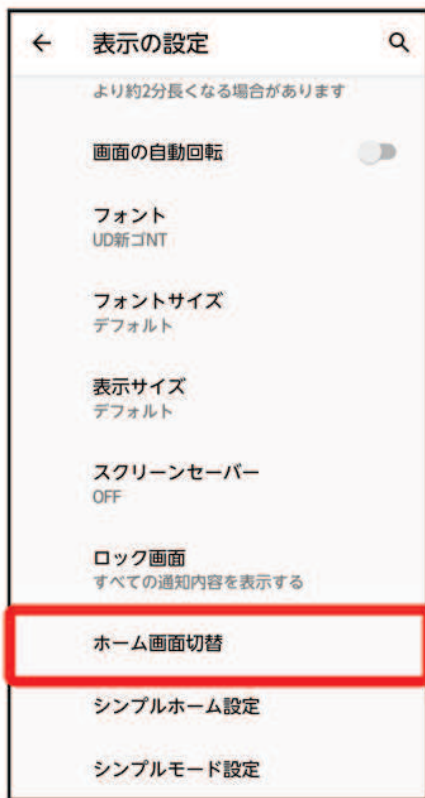 表示の設定
より約2分長くなる場合があります
画面の自動回転
フォント
UD新ゴNT
フォントサイズ
デフォルト
表示サイズ
デフォルト
スクリーンセーバー
OFF
ロック画面
すべての通知内容を表示する
ホーム画面切替
シンプルホーム設定
シンプルモード設定